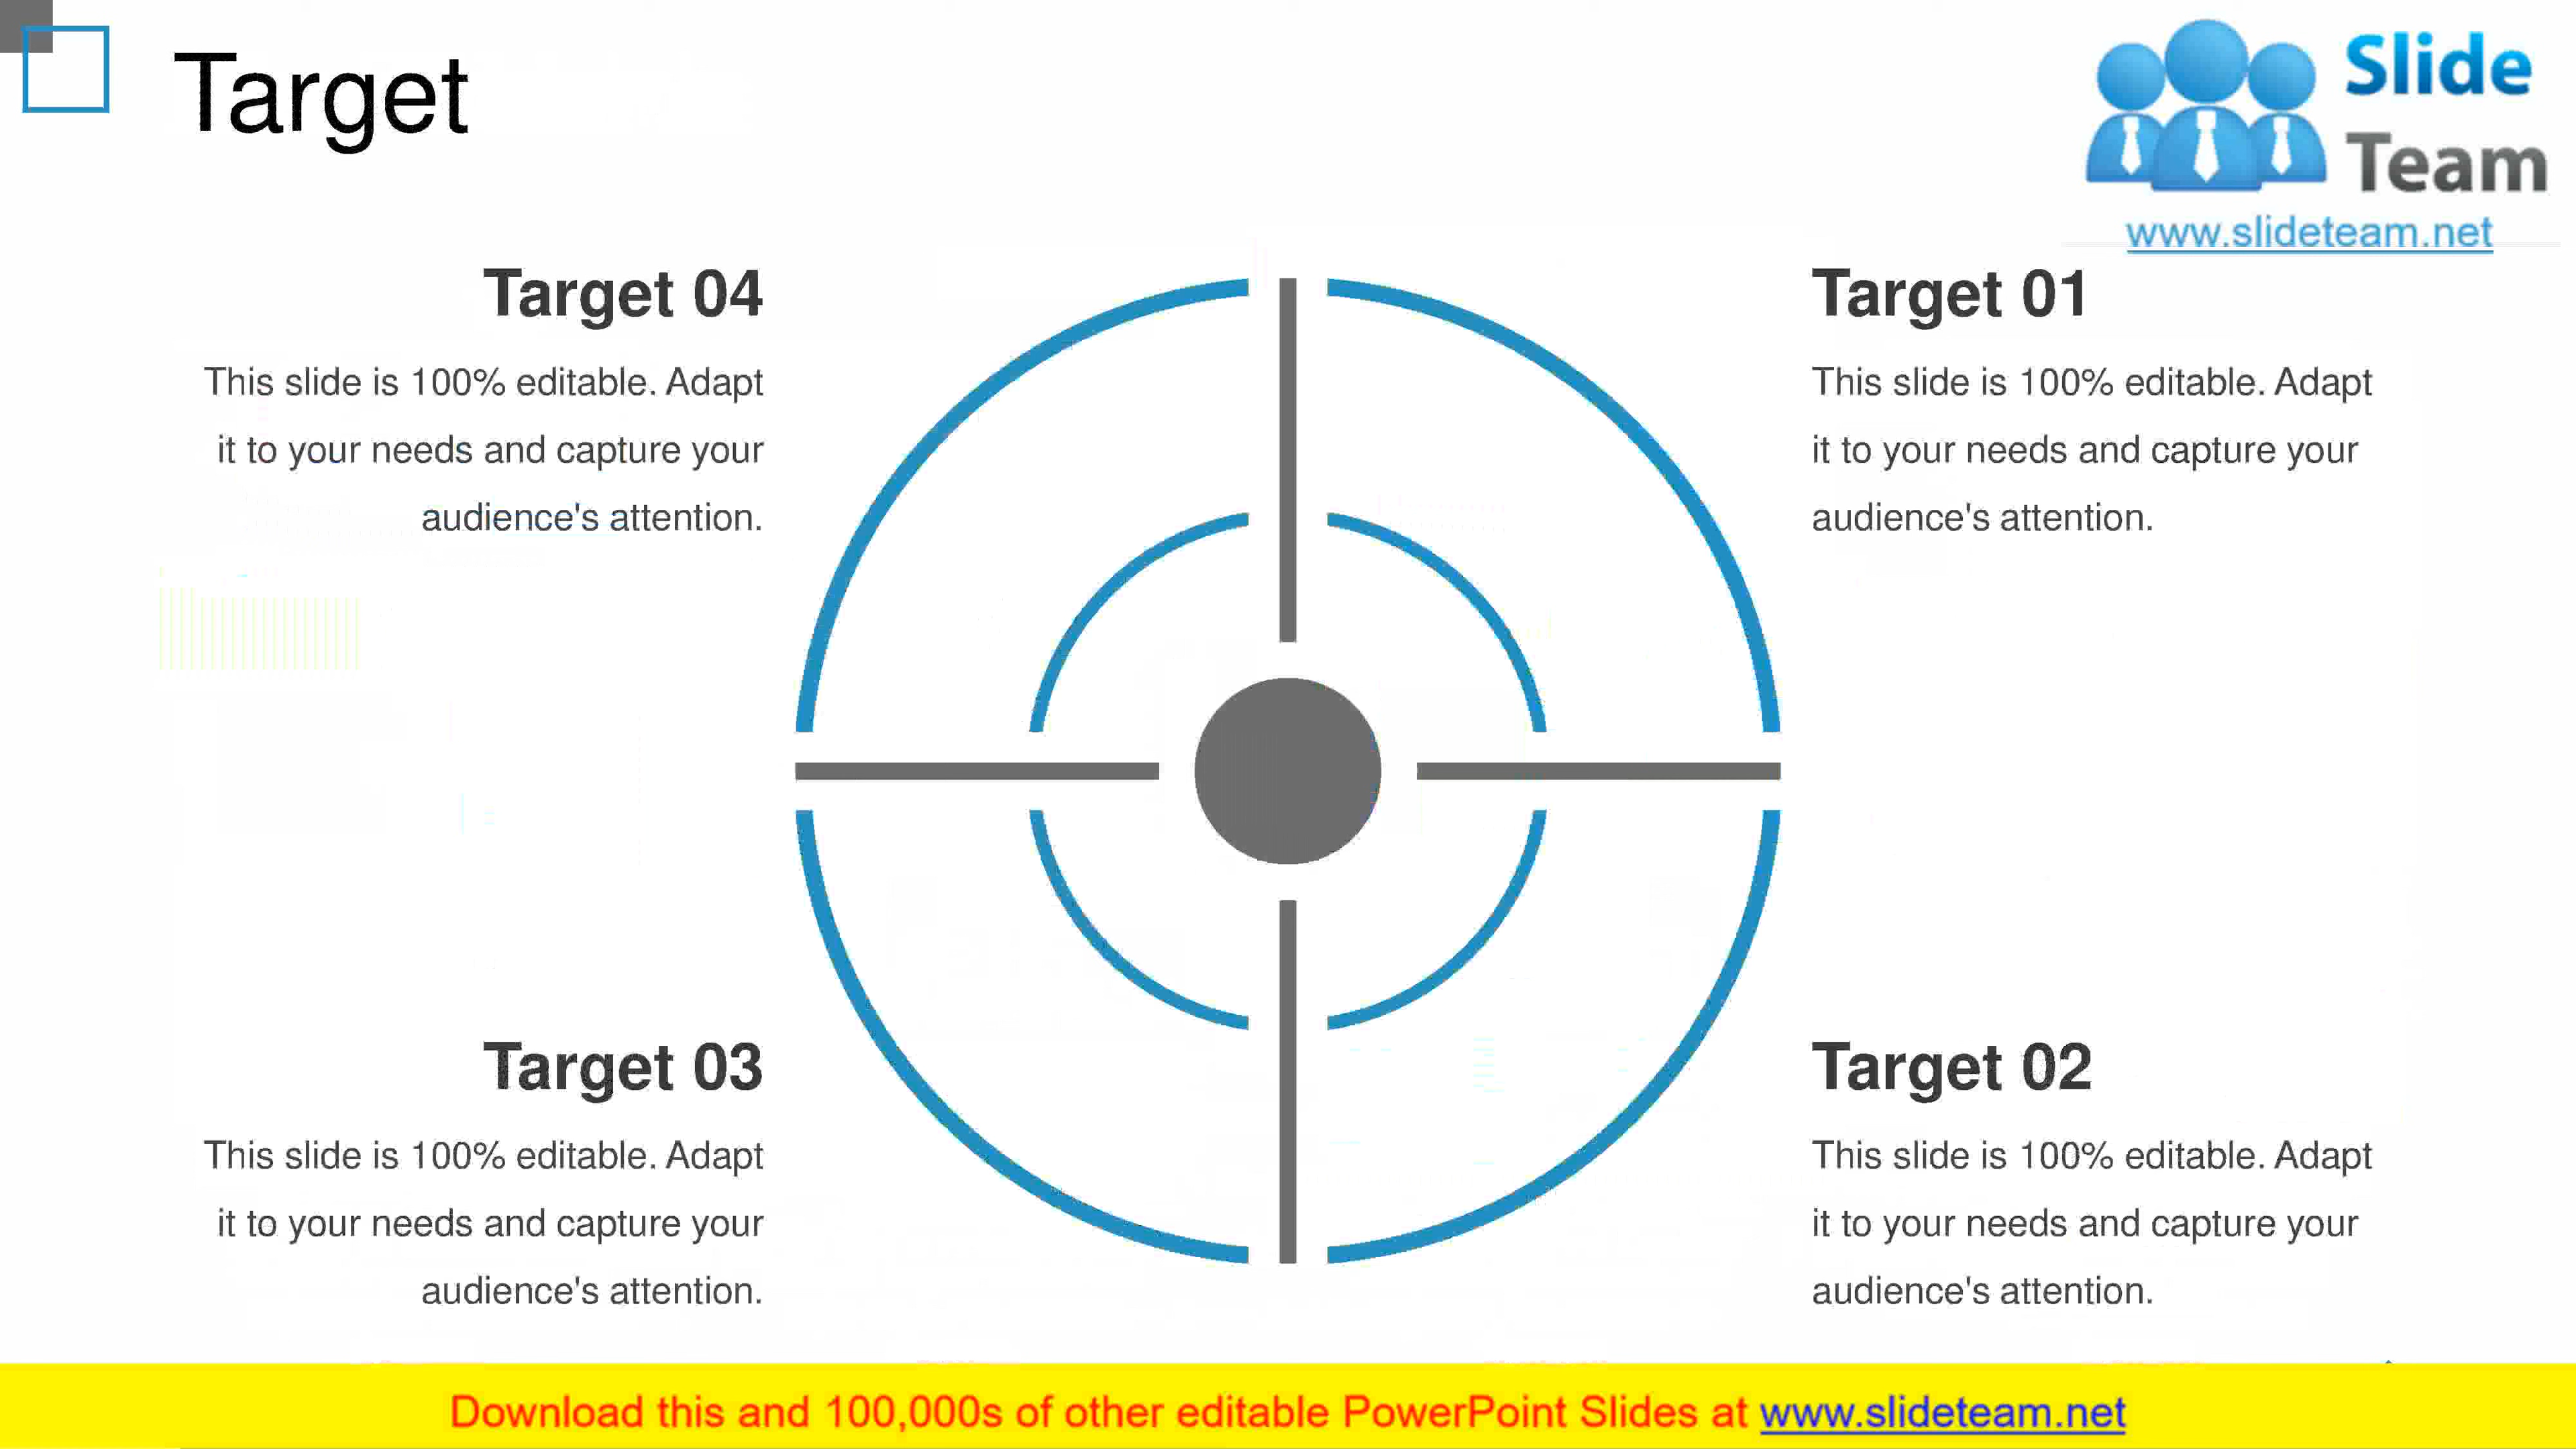 Target
Slide
Team
www.slideteam.net
Target 04
This slide is 100% editable. Adapt
it to your needs and capture your
audience's attention.
Target 01
This slide is 100% editable. Adapt
it to your needs and capture your
audience's attention.
Target 03
This slide is 100% editable. Adapt
it to your needs and capture your
audience's attention.
Target 02
This slide is 100% editable. Adapt
it to your needs and capture your
audience's attention.
Download this and 100,000s of other editable PowerPoint Slides at www.slideteam.net